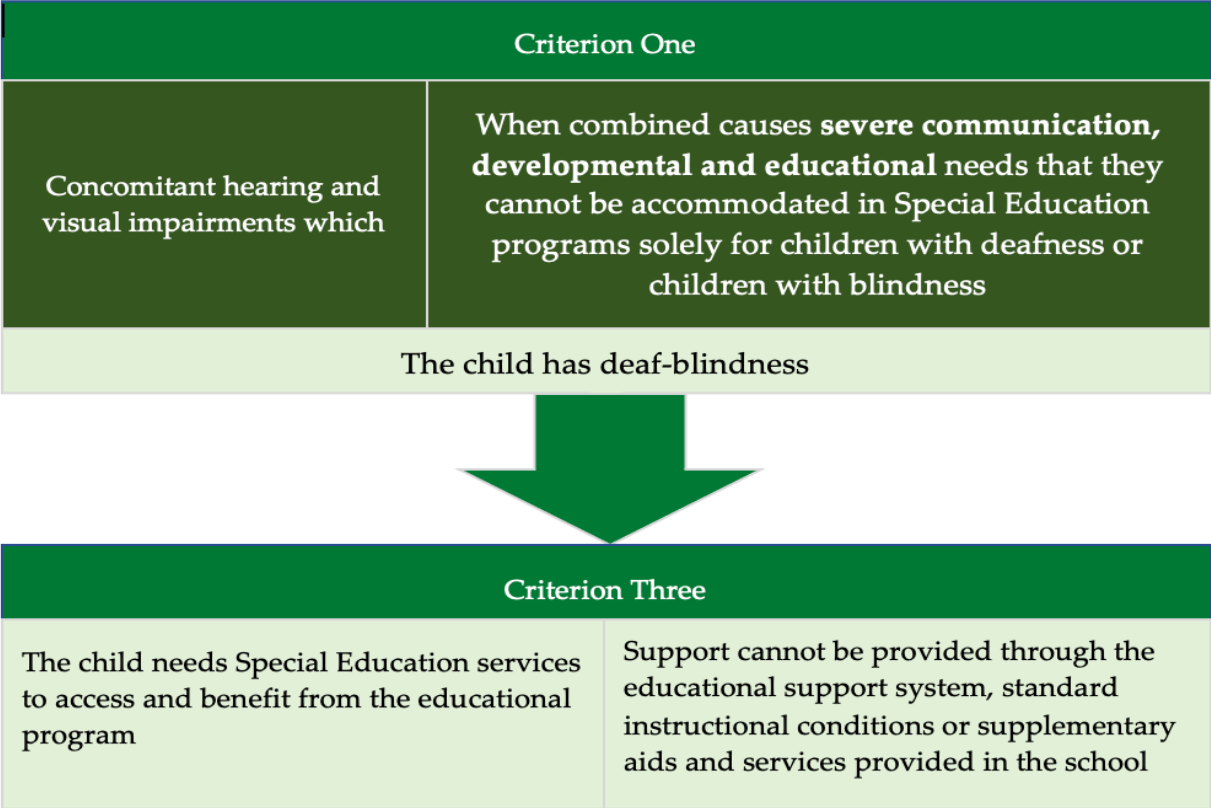 Criterion One
Concomitant hearing and
visual impairments which
When combined causes severe communication,
developmental and educational needs that they
cannot be accommodated in Special Education
programs solely for children with deafness or
children with blindness
The child has deaf-blindness
Criterion Three
The child needs Special Education services
to access and benefit from the educational
program
Support cannot be provided through the
educational support system, standard
instructional conditions or supplementary
aids and services provided in the school